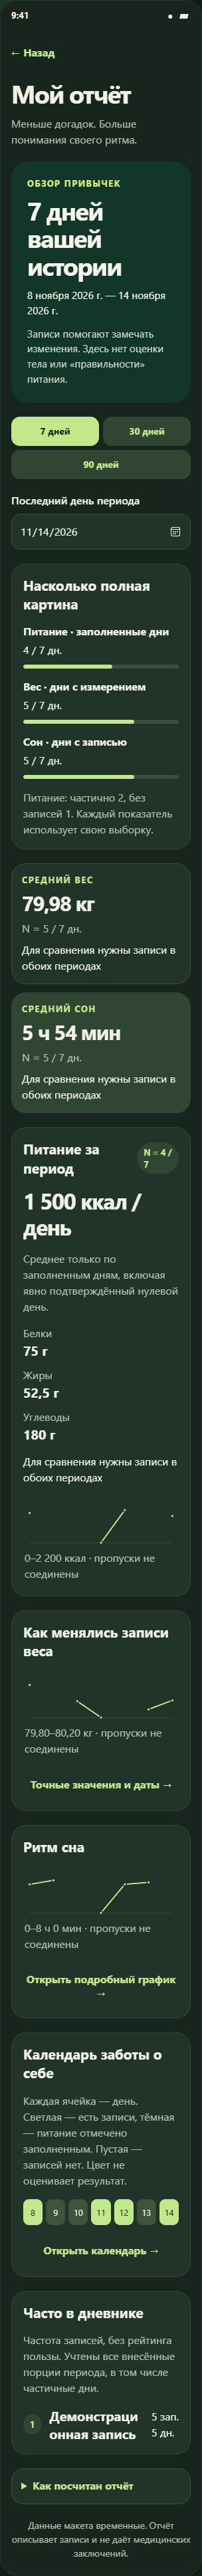 9:41
← Назад
Мой отчёт
Меньше догадок. Больше
понимания своего ритма.
ОБЗОР ПРИВЫЧЕК
7 дней
вашей
истории
8 ноября 2026 г. — 14 ноября
2026 г.
Записи помогают замечать
изменения. Здесь нет оценки
тела или «правильности»
питания.
7 дней
30 дней
90 дней
Последний день периода
11/14/2026
Насколько полная
картина
Питание · заполненные дни
4 / 7 дн.
Вес · дни с измерением
5 / 7 дн.
Сон · дни с записью
5 / 7 дн.
Питание: частично 2, без
записей 1. Каждый показатель
использует свою выборку.
СРЕДНИЙ ВЕС
79,98 кг
N = 5 / 7 дн.
Для сравнения нужны записи в
обоих периодах
СРЕДНИЙ СОН
5 ч 54 мин
N = 5 / 7 дн.
Для сравнения нужны записи в
обоих периодах
Питание за
период
N = 4 /
7
1 500 ккал /
день
Среднее только по
заполненным дням, включая
явно подтверждённый нулевой
день.
Белки
75 г
Жиры
52,5 г
Углеводы
180 г
Для сравнения нужны записи в
обоих периодах
0–2 200 ккал · пропуски не
соединены
Как менялись записи
веса
79,80–80,20 кг · пропуски не
соединены
Точные значения и даты →
Ритм сна
0–8 ч 0 мин · пропуски не
соединены
Открыть подробный график
→
Календарь заботы о
себе
Каждая ячейка — день.
Светлая — есть записи, тёмная
— питание отмечено
заполненным. Пустая —
записей нет. Цвет не
оценивает результат.
8 9 10 11 12 13 14
Открыть календарь →
Часто в дневнике
Частота записей, без рейтинга
пользы. Учтены все внесённые
порции периода, в том числе
частичные дни.
1
Демонстраци
онная запись
5 зап.
5 дн.
▶ Как посчитан отчёт
Данные макета временные. Отчёт
описывает записи и не даёт медицинских
заключений.